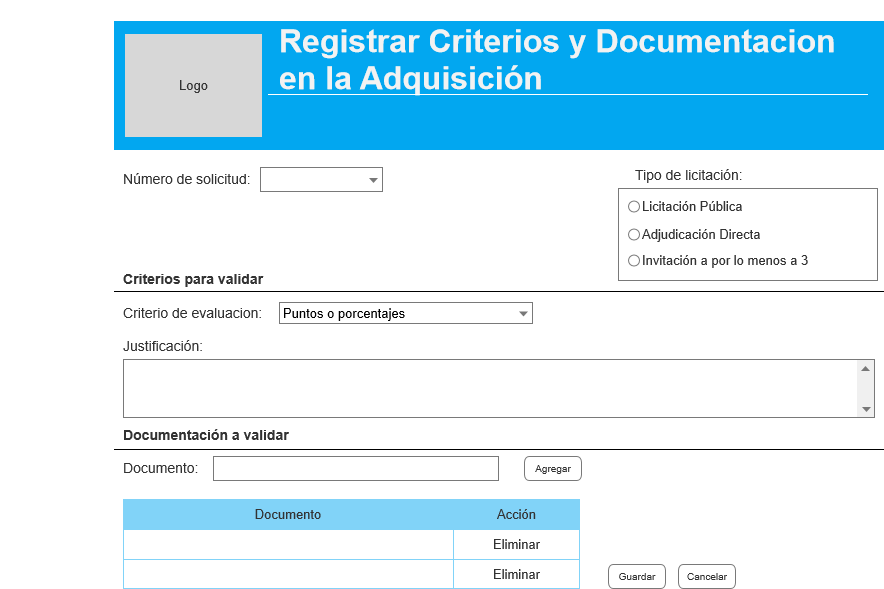 Logo
Registrar Criterios y Documentacion
en la Adquisición
Número de solicitud:
Tipo de licitación:
Licitación Pública
Adjudicación Directa
Invitación a por lo menos a 3
Criterios para validar
Criterio de evaluacion: Puntos o porcentajes
Justificación:
Documentación a validar
Documento: Agregar
Documento Acción
Eliminar
Eliminar
Guardar Cancelar